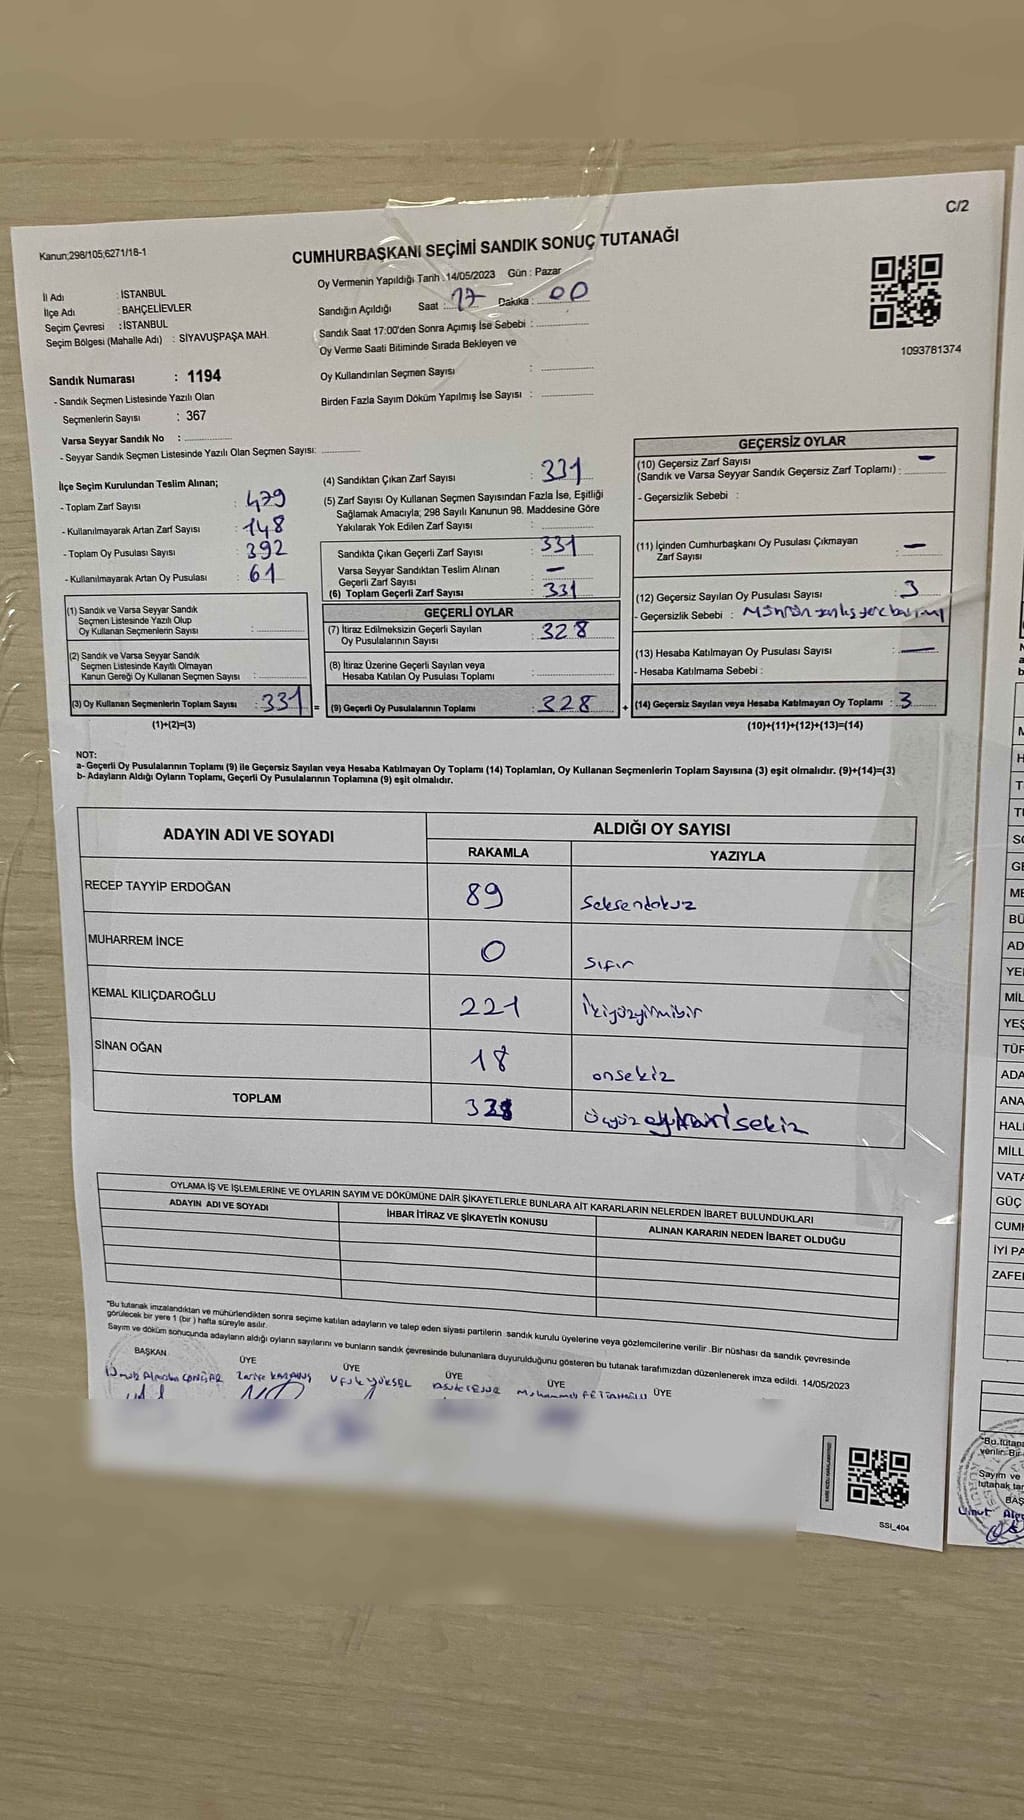 C/2
Kanun;298/105;6271/18-1
CUMHURBAŞKANI SEÇİMİ SANDIK SONUÇ TUTANAĞI
Oy Vermenin Yapıldığı Tarih : 14/05/2023 Gün : Pazar
Sandığın Açıldığı Saat : 17 Dakika : 00
Sandık Saat 17:00'den Sonra Açımış İse Sebebi :
Oy Verme Saati Bitiminde Sırada Bekleyen ve
Oy Kullandırılan Seçmen Sayısı :
Birden Fazla Sayım Döküm Yapılmış İse Sayısı :
1093781374
İl Adı : İSTANBUL
İlçe Adı : BAHÇELİEVLER
Seçim Çevresi : İSTANBUL
Seçim Bölgesi (Mahalle Adı) : SİYAVUŞPAŞA MAH.
Sandık Numarası : 1194
- Sandık Seçmen Listesinde Yazılı Olan
Seçmenlerin Sayısı : 367
Varsa Seyyar Sandık No :
- Seyyar Sandık Seçmen Listesinde Yazılı Olan Seçmen Sayısı:
İlçe Seçim Kurulundan Teslim Alınan;
- Toplam Zarf Sayısı : 479
- Kullanılmayarak Artan Zarf Sayısı : 148
- Toplam Oy Pusulası Sayısı : 392
- Kullanılmayarak Artan Oy Pusulası : 61
(1) Sandık ve Varsa Seyyar Sandık
Seçmen Listesinde Yazılı Olup
Oy Kullanan Seçmenlerin Sayısı :
(2) Sandık ve Varsa Seyyar Sandık
Seçmen Listesinde Kayıtlı Olmayan
Kanun Gereği Oy Kullanan Seçmen Sayısı :
(3) Oy Kullanan Seçmenlerin Toplam Sayısı : 331
(1)+(2)=(3)
(4) Sandıktan Çıkan Zarf Sayısı : 331
(5) Zarf Sayısı Oy Kullanan Seçmen Sayısından Fazla İse, Eşitliği
Sağlamak Amacıyla; 298 Sayılı Kanunun 98. Maddesine Göre
Yakılarak Yok Edilen Zarf Sayısı :
Sandıkta Çıkan Geçerli Zarf Sayısı : 331
Varsa Seyyar Sandıktan Teslim Alınan
Geçerli Zarf Sayısı : -
(6) Toplam Geçerli Zarf Sayısı : 331
GEÇERLİ OYLAR
(7) İtiraz Edilmeksizin Geçerli Sayılan
Oy Pusulalarının Sayısı : 328
(8) İtiraz Üzerine Geçerli Sayılan veya
Hesaba Katılan Oy Pusulası Toplamı :
= (9) Geçerli Oy Pusulalarının Toplamı : 328 +
GEÇERSİZ OYLAR
(10) Geçersiz Zarf Sayısı
(Sandık ve Varsa Seyyar Sandık Geçersiz Zarf Toplamı) : -
- Geçersizlik Sebebi :
(11) İçinden Cumhurbaşkanı Oy Pusulası Çıkmayan
Zarf Sayısı : -
(12) Geçersiz Sayılan Oy Pusulası Sayısı : 3
- Geçersizlik Sebebi :
(13) Hesaba Katılmayan Oy Pusulası Sayısı : -
- Hesaba Katılmama Sebebi :
(14) Geçersiz Sayılan veya Hesaba Katılmayan Oy Toplamı : 3
(10)+(11)+(12)+(13)=(14)
NOT:
a- Geçerli Oy Pusulalarının Toplamı (9) ile Geçersiz Sayılan veya Hesaba Katılmayan Oy Toplamı (14) Toplamları, Oy Kullanan Seçmenlerin Toplam Sayısına (3) eşit olmalıdır. (9)+(14)=(3)
b- Adayların Aldığı Oyların Toplamı, Geçerli Oy Pusulalarının Toplamına (9) eşit olmalıdır.
ADAYIN ADI VE SOYADI ALDIĞI OY SAYISI
RAKAMLA YAZIYLA
RECEP TAYYİP ERDOĞAN 89 Seksendokuz
MUHARREM İNCE 0 Sıfır
KEMAL KILIÇDAROĞLU 221 İkiyüzyirmibir
SİNAN OĞAN 18 onsekiz
TOPLAM 328
OYLAMA İŞ VE İŞLEMLERİNE VE OYLARIN SAYIM VE DÖKÜMÜNE DAİR ŞİKAYETLERLE BUNLARA AİT KARARLARIN NELERDEN İBARET BULUNDUKLARI
ADAYIN ADI VE SOYADI İHBAR İTİRAZ VE ŞİKAYETİN KONUSU ALINAN KARARIN NEDEN İBARET OLDUĞU
*Bu tutanak imzalandıktan ve mühürlendikten sonra seçime katılan adayların ve talep eden siyasi partilerin sandık kurulu üyelerine veya gözlemcilerine verilir. Bir nüshası da sandık çevresinde
görülecek bir yere 1 (bir) hafta süreyle asılır.
Sayım ve döküm sonucunda adayların aldığı oyların sayılarını ve bunların sandık çevresinde bulunanlara duyurulduğunu gösteren bu tutanak tarafımızdan düzenlenerek imza edildi. 14/05/2023
BAŞKAN ÜYE ÜYE ÜYE ÜYE ÜYE
Ufuk YÜKSEL
SSİ_404